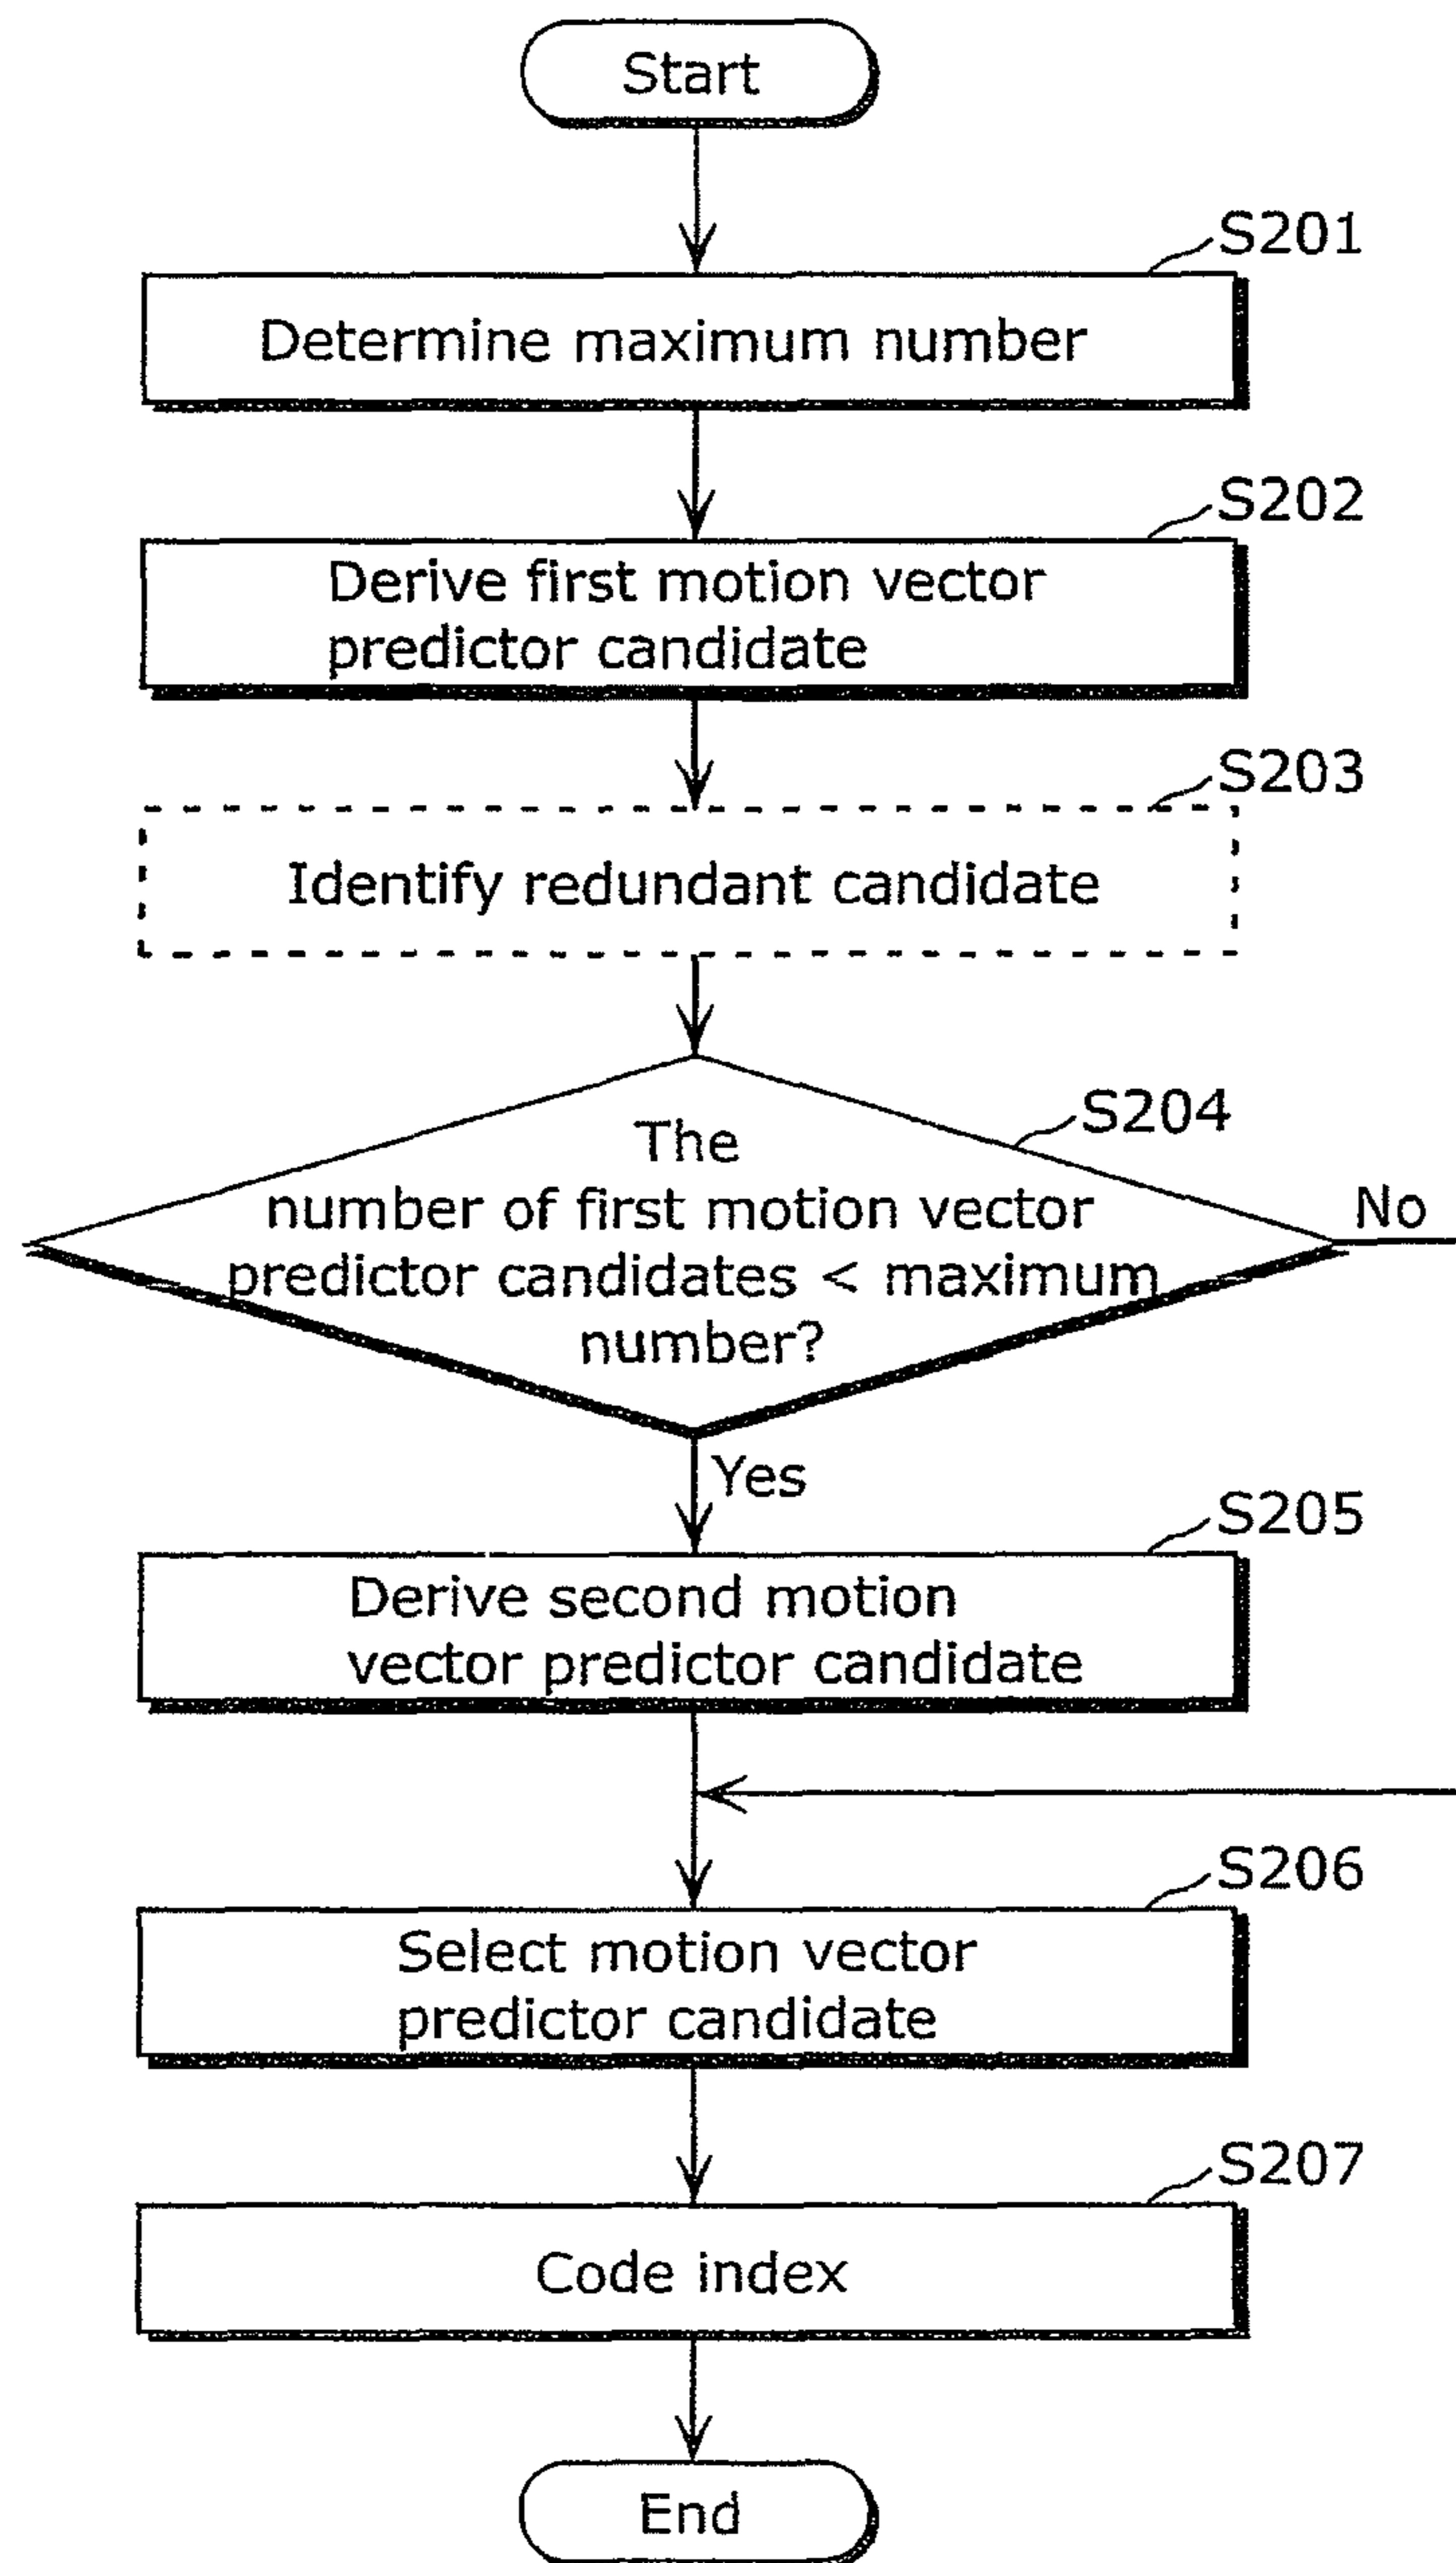 Start
S201
Determine maximum number
S202
Derive first motion vector
predictor candidate
S203
Identify redundant candidate
S204
The
number of first motion vector
predictor candidates < maximum
number?
No
Yes
S205
Derive second motion
vector predictor candidate
S206
Select motion vector
predictor candidate
S207
Code index
End